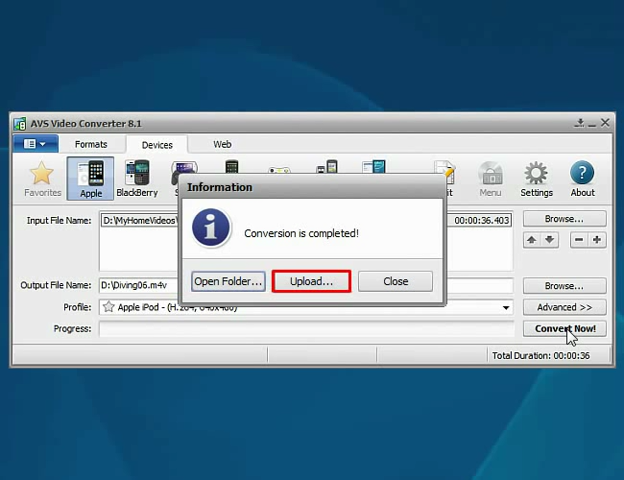 AVS Video Converter 8.1
Formats
Devices
Web
Favorites
Apple
BlackBerry
Menu
Settings
About
Information
Conversion is completed!
Open Folder...
Upload...
Close
Input File Name:
D:\MyHomeVideos\
00:00:36.403
Browse...
Output File Name:
D:\Diving06.m4v
Browse...
Profile:
Apple iPod - (H.264, 640x480)
Advanced >>
Progress:
Convert Now!
Total Duration: 00:00:36